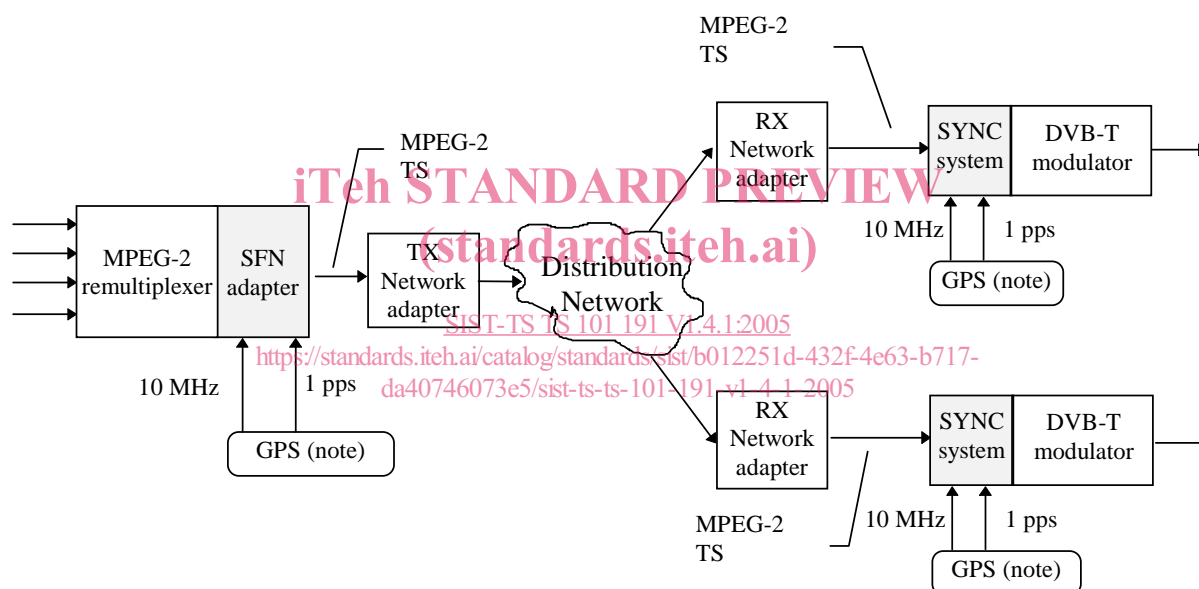 MPEG-2
TS
MPEG-2
TS
RX
Network
adapter
SYNC
system
DVB-T
modulator
iTeh STANDARD PREVIEW
(standards.iteh.ai)
10 MHz
1 pps
GPS (note)
MPEG-2
remultiplexer
SFN
adapter
TX
Network
adapter
Distribution
Network
SIST-TS TS 101 191 V1.4.1:2005
https://standards.iteh.ai/catalog/standards/sist/b012251d-432f-4e63-b717-
da40746073e5/sist-ts-ts-101-191-v1-4-1-2005
10 MHz
1 pps
GPS (note)
RX
Network
adapter
SYNC
system
DVB-T
modulator
MPEG-2
TS
10 MHz
1 pps
GPS (note)